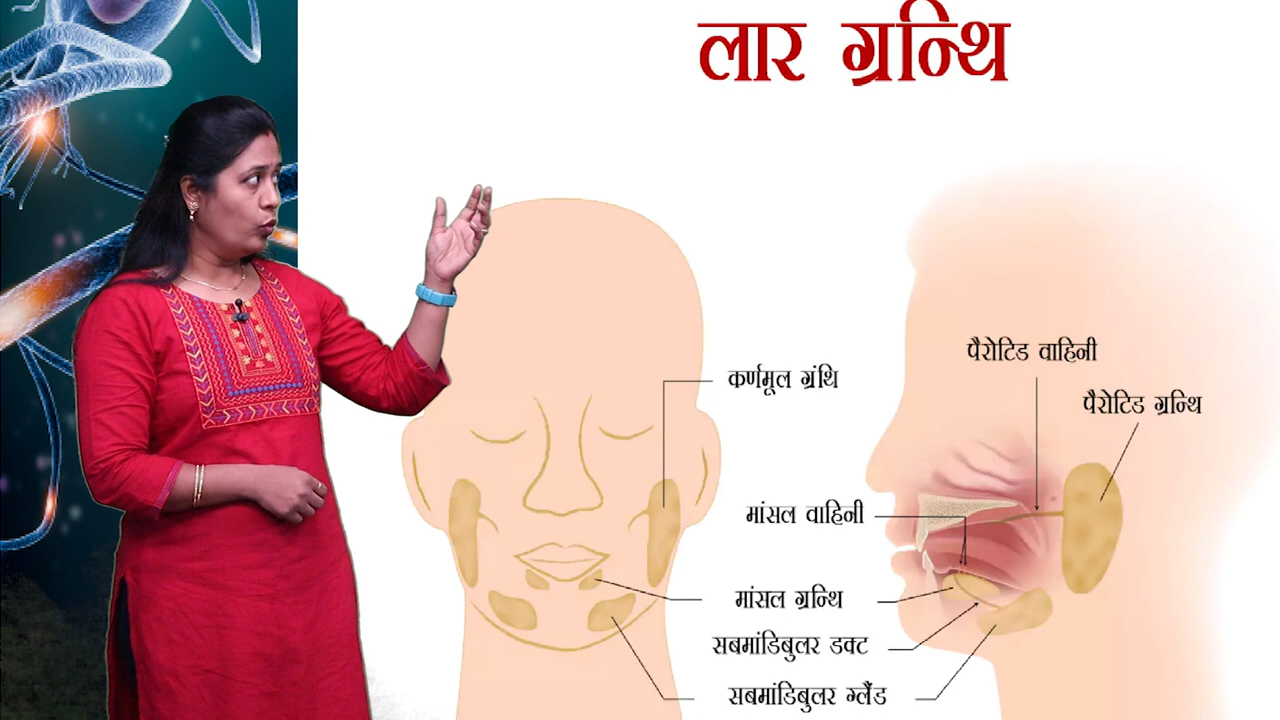 लार ग्रन्थि
पैरोटिड वाहिनी
कर्णमूल ग्रंथि
पैरोटिड ग्रन्थि
मांसल वाहिनी
मांसल ग्रन्थि
सबमांडिबुलर डक्ट
सबमांडिबुलर ग्लैंड